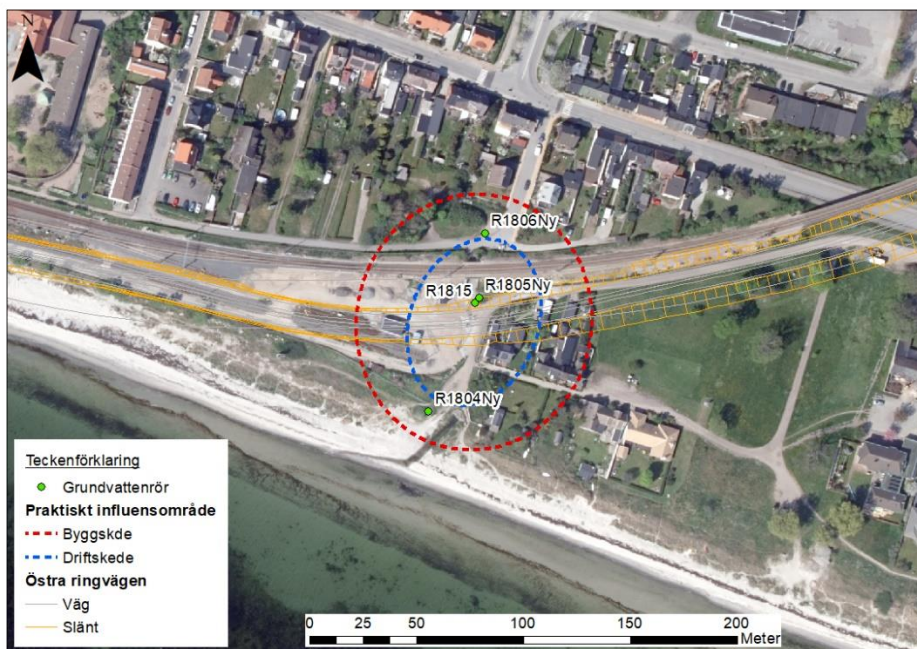 N
R1806Ny
R1805Ny
R1815
R1804Ny
Teckenförklaring
Grundvattenrör
Praktiskt influensområde
Byggskde
Driftskede
Östra ringvägen
Väg
Slänt
0 25 50 100 150 200
Meter